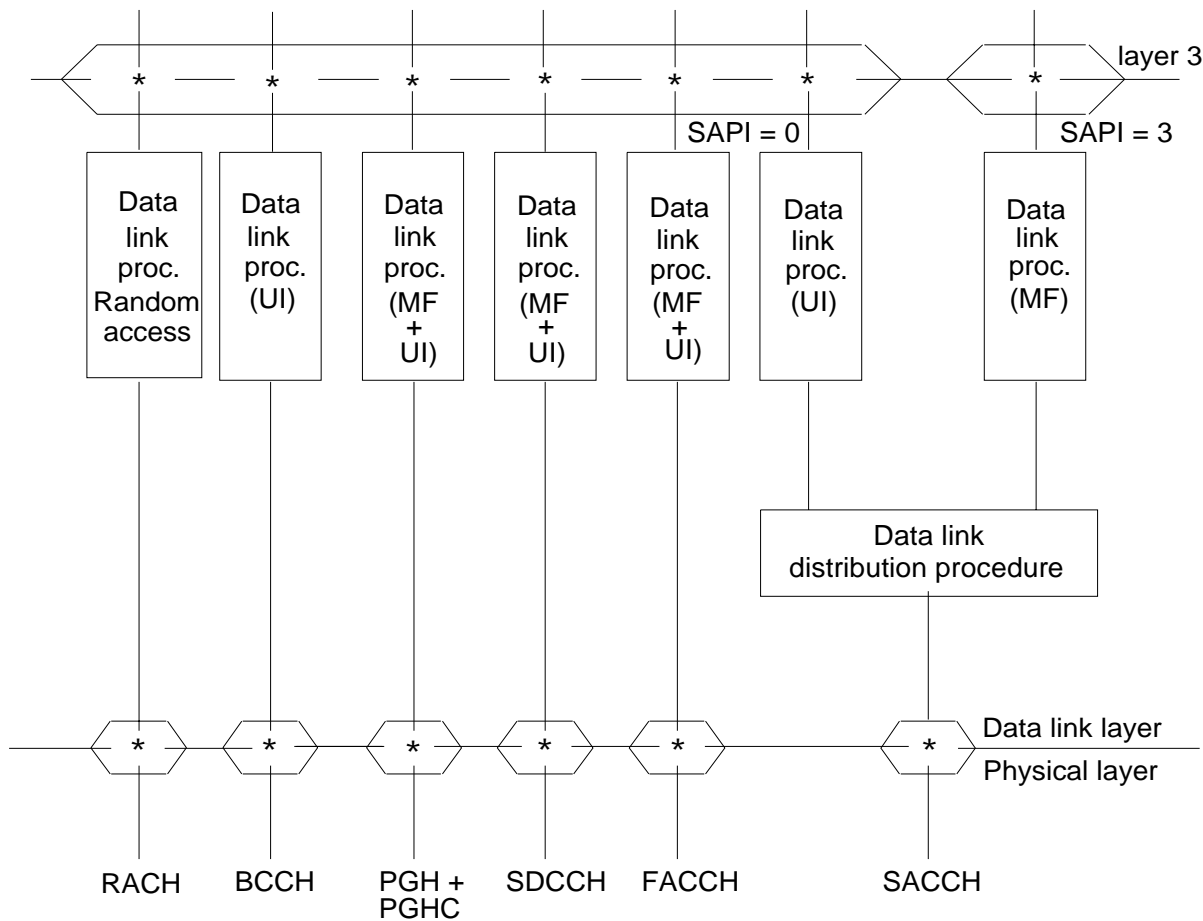 * * * * * * *
layer 3
SAPI = 0
SAPI = 3
Data
link
proc.
Random
access
Data
link
proc.
(UI)
Data
link
proc.
(MF
+
UI)
Data
link
proc.
(MF
+
UI)
Data
link
proc.
(MF
+
UI)
Data
link
proc.
(UI)
Data
link
proc.
(MF)
Data link
distribution procedure
* * * * * *
Data link layer
Physical layer
RACH
BCCH
PGH +
PGHC
SDCCH
FACCH
SACCH